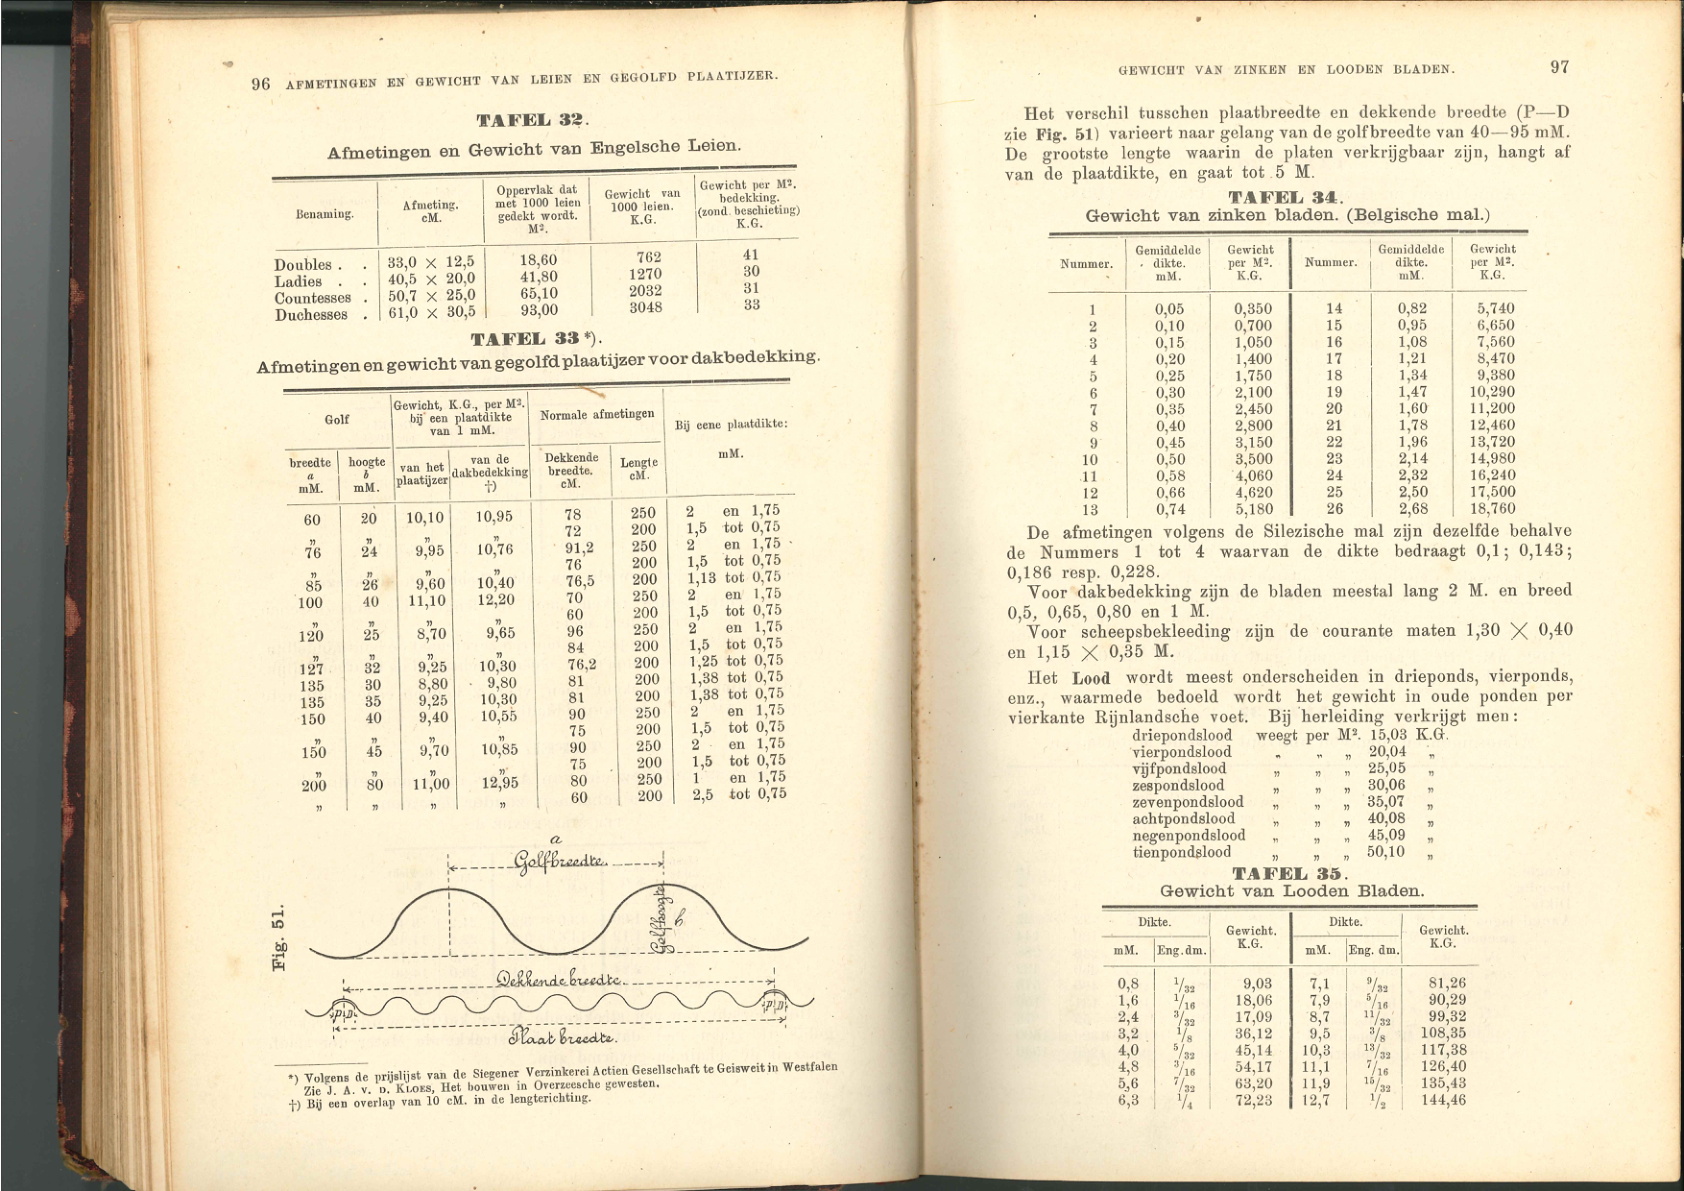 96 AFMETINGEN EN GEWICHT VAN LEIEN EN GEGOLFD PLAATIJZER.
TAFEL 32.
Afmetingen en Gewicht van Engelsche Leien.
Benaming. Afmeting. cM. Oppervlak dat met 1000 leien gedekt wordt. M². Gewicht van 1000 leien. K.G. Gewicht per M². bedekking. (zond. beschieting) K.G.
Doubles . . 33,0 × 12,5 18,60 762 41
Ladies . . 40,5 × 20,0 41,80 1270 30
Countesses . 50,7 × 25,0 65,10 2032 31
Duchesses . 61,0 × 30,5 93,00 3048 33
TAFEL 33 *).
Afmetingen en gewicht van gegolfd plaatijzer voor dakbedekking.
Golf Gewicht, K.G., per M². bij een plaatdikte van 1 mM. Normale afmetingen Bij eene plaatdikte: mM.
breedte a mM. hoogte b mM. van het plaatijzer van de dakbedekking †) Dekkende breedte. cM. Lengte cM.
60 20 10,10 10,95 78 250 2 en 1,75
„ „ „ „ 72 200 1,5 tot 0,75
76 24 9,95 10,76 91,2 250 2 en 1,75
„ „ „ „ 76 200 1,5 tot 0,75
85 26 9,60 10,40 76,5 200 1,13 tot 0,75
100 40 11,10 12,20 70 250 2 en 1,75
„ „ „ „ 60 200 1,5 tot 0,75
120 25 8,70 9,65 96 250 2 en 1,75
„ „ „ „ 84 200 1,5 tot 0,75
127 32 9,25 10,30 76,2 200 1,25 tot 0,75
135 30 8,80 9,80 81 200 1,38 tot 0,75
135 35 9,25 10,30 81 200 1,38 tot 0,75
150 40 9,40 10,55 90 250 2 en 1,75
„ „ „ „ 75 200 1,5 tot 0,75
150 45 9,70 10,85 90 250 2 en 1,75
„ „ „ „ 75 200 1,5 tot 0,75
200 80 11,00 12,95 80 250 1 en 1,75
„ „ „ „ 60 200 2,5 tot 0,75
a
Golfbreedte.
Golfhoogte b
Fig. 51.
Dekkende breedte.
P D P D
Plaat breedte.
*) Volgens de prijslijst van de Siegener Verzinkerei Actien Gesellschaft te Geisweit in Westfalen
Zie J. A. V. D. KLOES, Het bouwen in Overzeesche gewesten.
†) Bij een overlap van 10 cM. in de lengterichting.
GEWICHT VAN ZINKEN EN LOODEN BLADEN. 97
Het verschil tusschen plaatbreedte en dekkende breedte (P—D
zie Fig. 51) varieert naar gelang van de golfbreedte van 40—95 mM.
De grootste lengte waarin de platen verkrijgbaar zijn, hangt af
van de plaatdikte, en gaat tot 5 M.
TAFEL 34.
Gewicht van zinken bladen. (Belgische mal.)
Nummer. Gemiddelde dikte. mM. Gewicht per M². K.G. Nummer. Gemiddelde dikte. mM. Gewicht per M². K.G.
1 0,05 0,350 14 0,82 5,740
2 0,10 0,700 15 0,95 6,650
3 0,15 1,050 16 1,08 7,560
4 0,20 1,400 17 1,21 8,470
5 0,25 1,750 18 1,34 9,380
6 0,30 2,100 19 1,47 10,290
7 0,35 2,450 20 1,60 11,200
8 0,40 2,800 21 1,78 12,460
9 0,45 3,150 22 1,96 13,720
10 0,50 3,500 23 2,14 14,980
11 0,58 4,060 24 2,32 16,240
12 0,66 4,620 25 2,50 17,500
13 0,74 5,180 26 2,68 18,760
De afmetingen volgens de Silezische mal zijn dezelfde behalve
de Nummers 1 tot 4 waarvan de dikte bedraagt 0,1; 0,143;
0,186 resp. 0,228.
Voor dakbedekking zijn de bladen meestal lang 2 M. en breed
0,5, 0,65, 0,80 en 1 M.
Voor scheepsbekleeding zijn de courante maten 1,30 × 0,40
en 1,15 × 0,35 M.
Het Lood wordt meest onderscheiden in drieponds, vierponds,
enz., waarmede bedoeld wordt het gewicht in oude ponden per
vierkante Rijnlandsche voet. Bij herleiding verkrijgt men:
driepondslood weegt per M². 15,03 K.G.
vierpondslood „ „ „ 20,04 „
vijfpondslood „ „ „ 25,05 „
zespondslood „ „ „ 30,06 „
zevenpondslood „ „ „ 35,07 „
achtpondslood „ „ „ 40,08 „
negenpondslood „ „ „ 45,09 „
tienpondslood „ „ „ 50,10 „
TAFEL 35.
Gewicht van Looden Bladen.
Dikte. Gewicht. K.G. Dikte. Gewicht. K.G.
mM. Eng.dm. mM. Eng. dm.
0,8 1/32 9,03 7,1 9/32 81,26
1,6 1/16 18,06 7,9 5/16 90,29
2,4 3/32 17,09 8,7 11/32 99,32
3,2 1/8 36,12 9,5 3/8 108,35
4,0 5/32 45,14 10,3 13/32 117,38
4,8 3/16 54,17 11,1 7/16 126,40
5,6 7/32 63,20 11,9 15/32 135,43
6,3 1/4 72,23 12,7 1/2 144,46